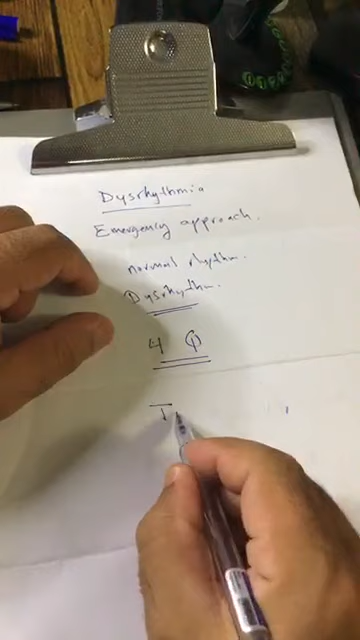 Dysrhythmia
Emergency approach.
normal rhythm.
Dysrhythm.
4 Q
I